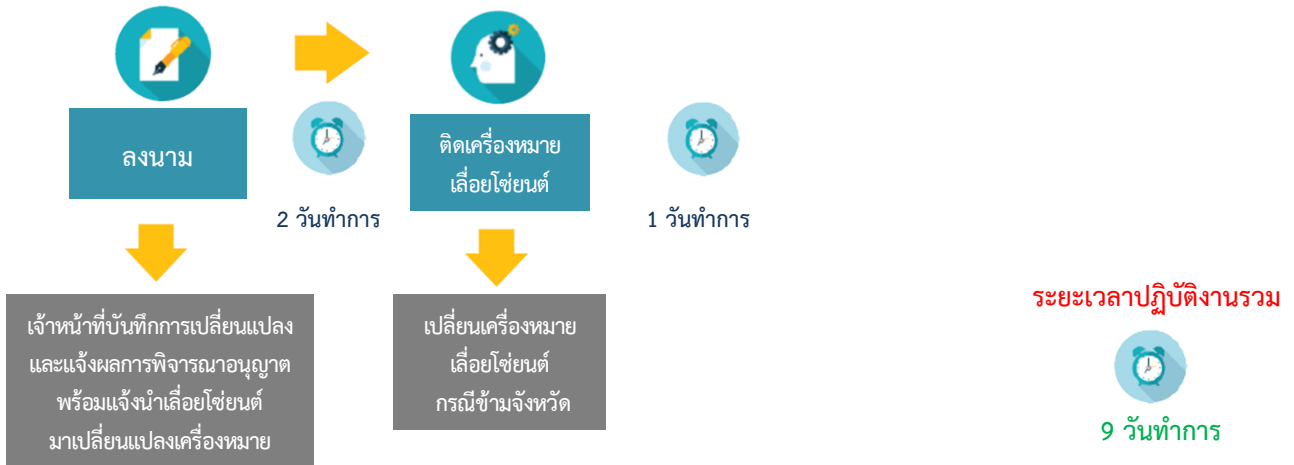 ลงนาม
2 วันทำการ
ติดเครื่องหมาย
เลื่อยโซ่ยนต์
1 วันทำการ
เจ้าหน้าที่บันทึกการเปลี่ยนแปลง
และแจ้งผลการพิจารณาอนุญาต
พร้อมแจ้งนำเลื่อยโซ่ยนต์
มาเปลี่ยนแปลงเครื่องหมาย
เปลี่ยนเครื่องหมาย
เลื่อยโซ่ยนต์
กรณีข้ามจังหวัด
ระยะเวลาปฏิบัติงานรวม
9 วันทำการ